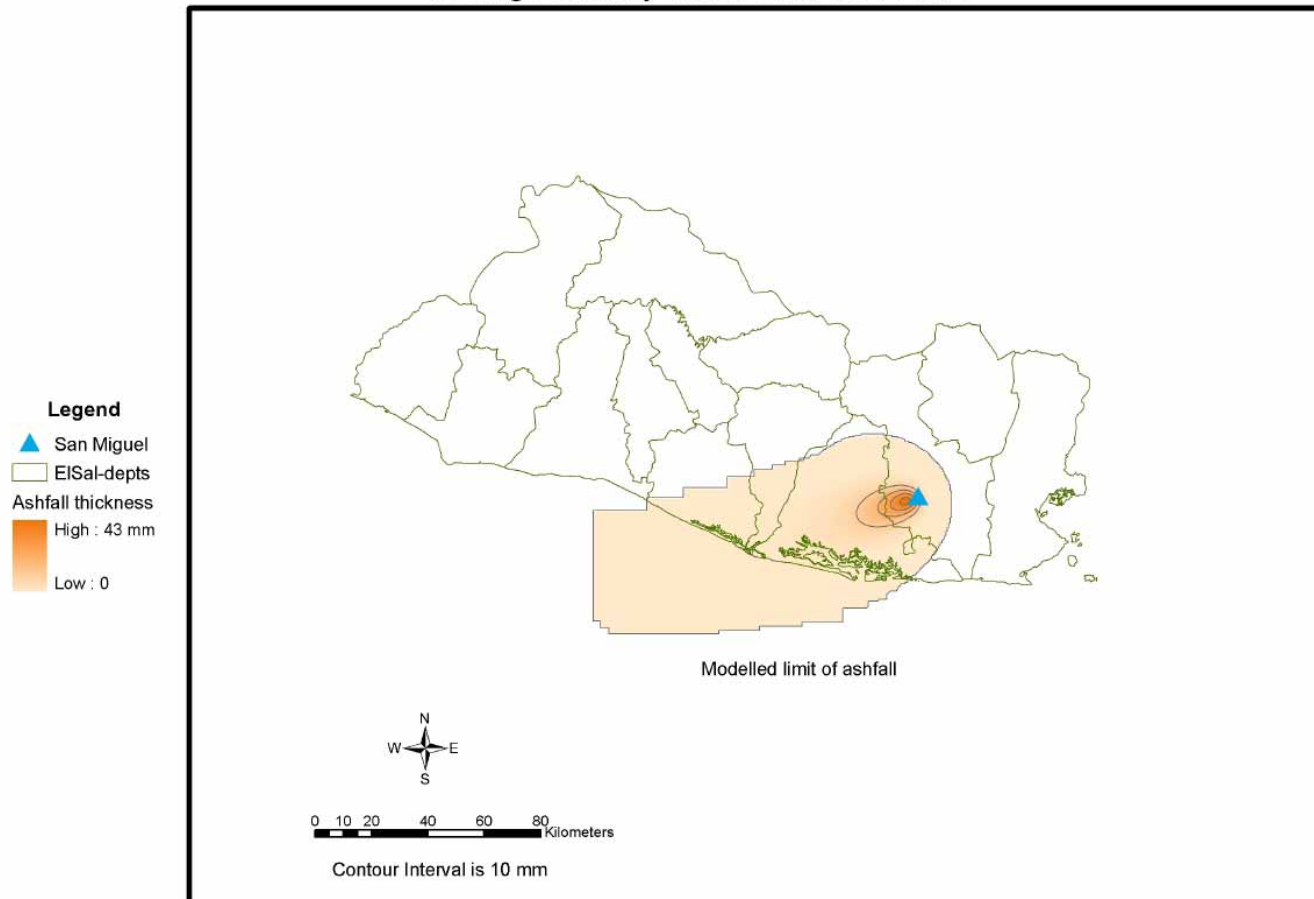 Legend
San Miguel
ElSal-depts
Ashfall thickness
High : 43 mm
Low : 0
Modelled limit of ashfall
N
W E
S
0 10 20 40 60 80
Kilometers
Contour Interval is 10 mm